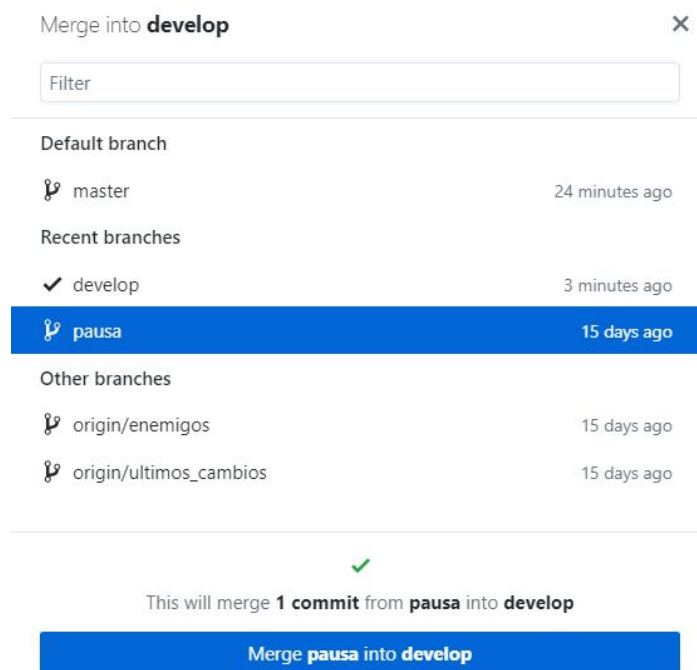 Merge into develop
Filter
Default branch
master 24 minutes ago
Recent branches
develop 3 minutes ago
pausa 15 days ago
Other branches
origin/enemigos 15 days ago
origin/ultimos_cambios 15 days ago
This will merge 1 commit from pausa into develop
Merge pausa into develop